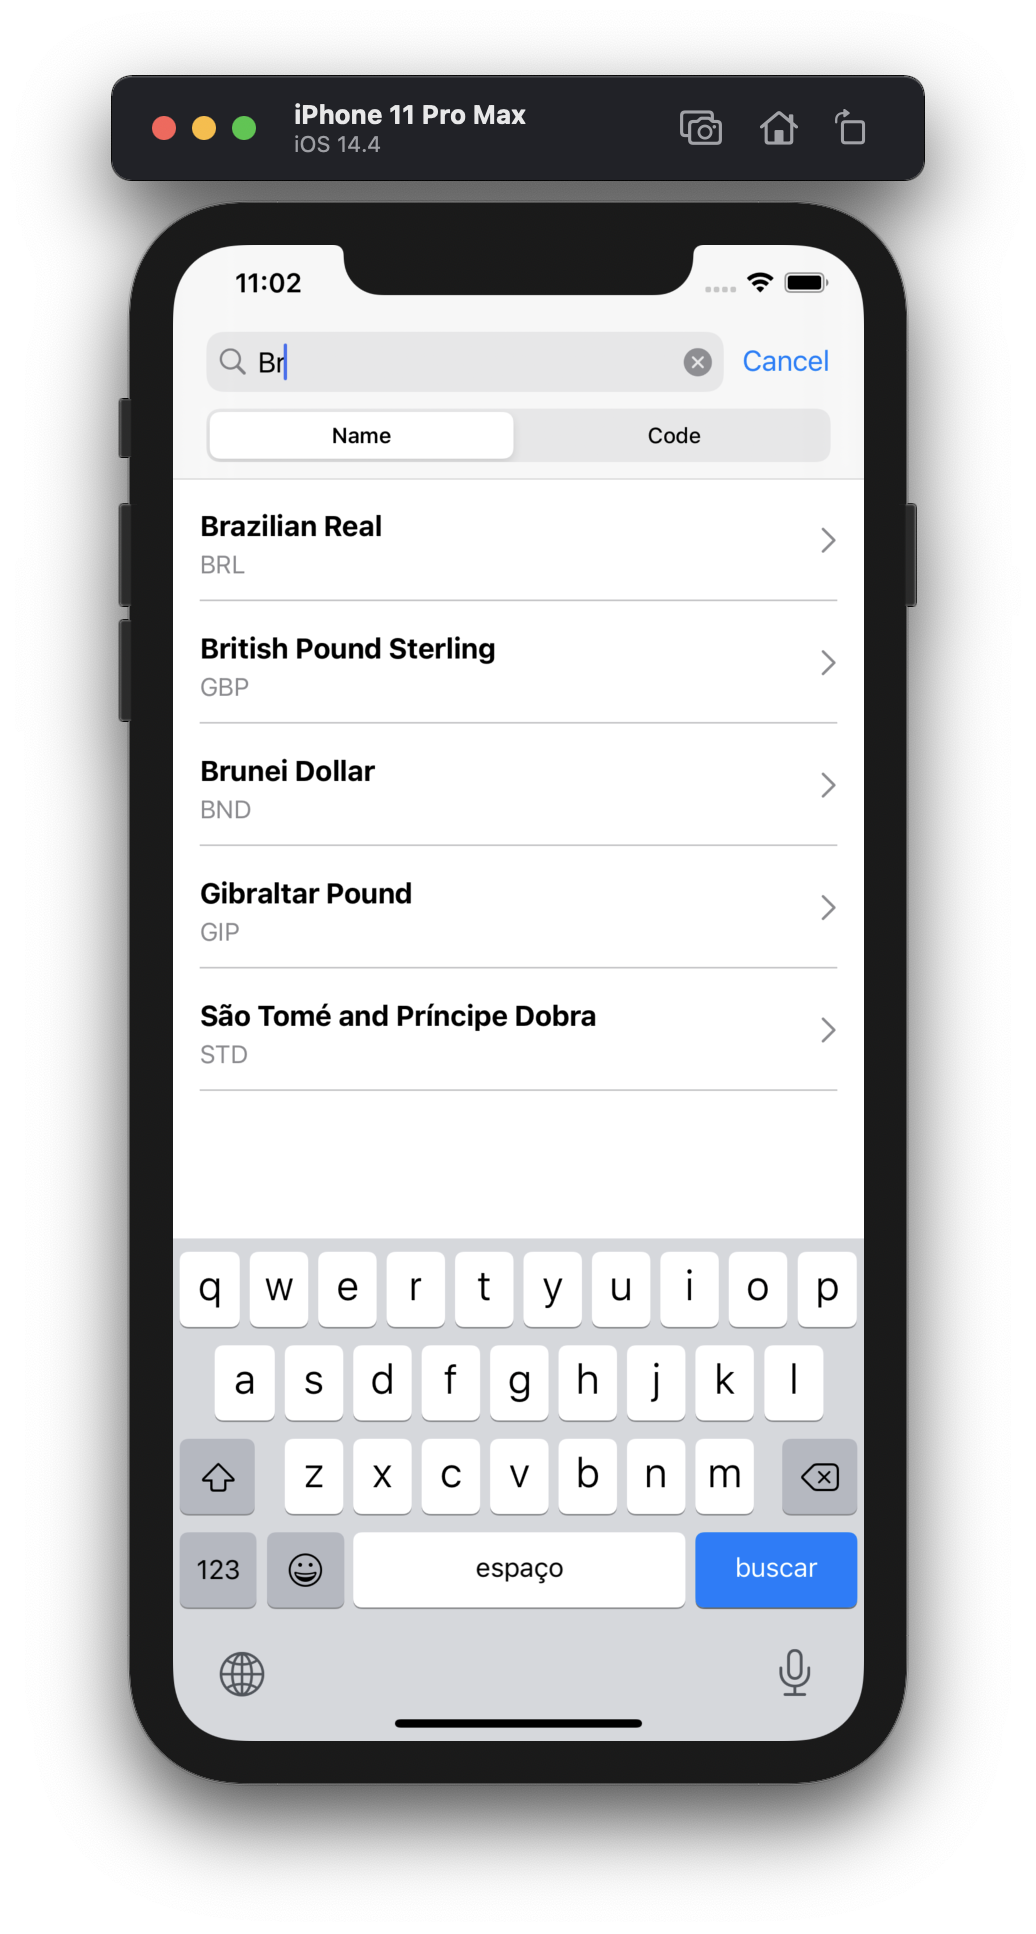 iPhone 11 Pro Max
iOS 14.4
11:02
Br
Cancel
Name
Code
Brazilian Real
BRL
British Pound Sterling
GBP
Brunei Dollar
BND
Gibraltar Pound
GIP
São Tomé and Príncipe Dobra
STD
q w e r t y u i o p
a s d f g h j k l
z x c v b n m
123
espaço
buscar